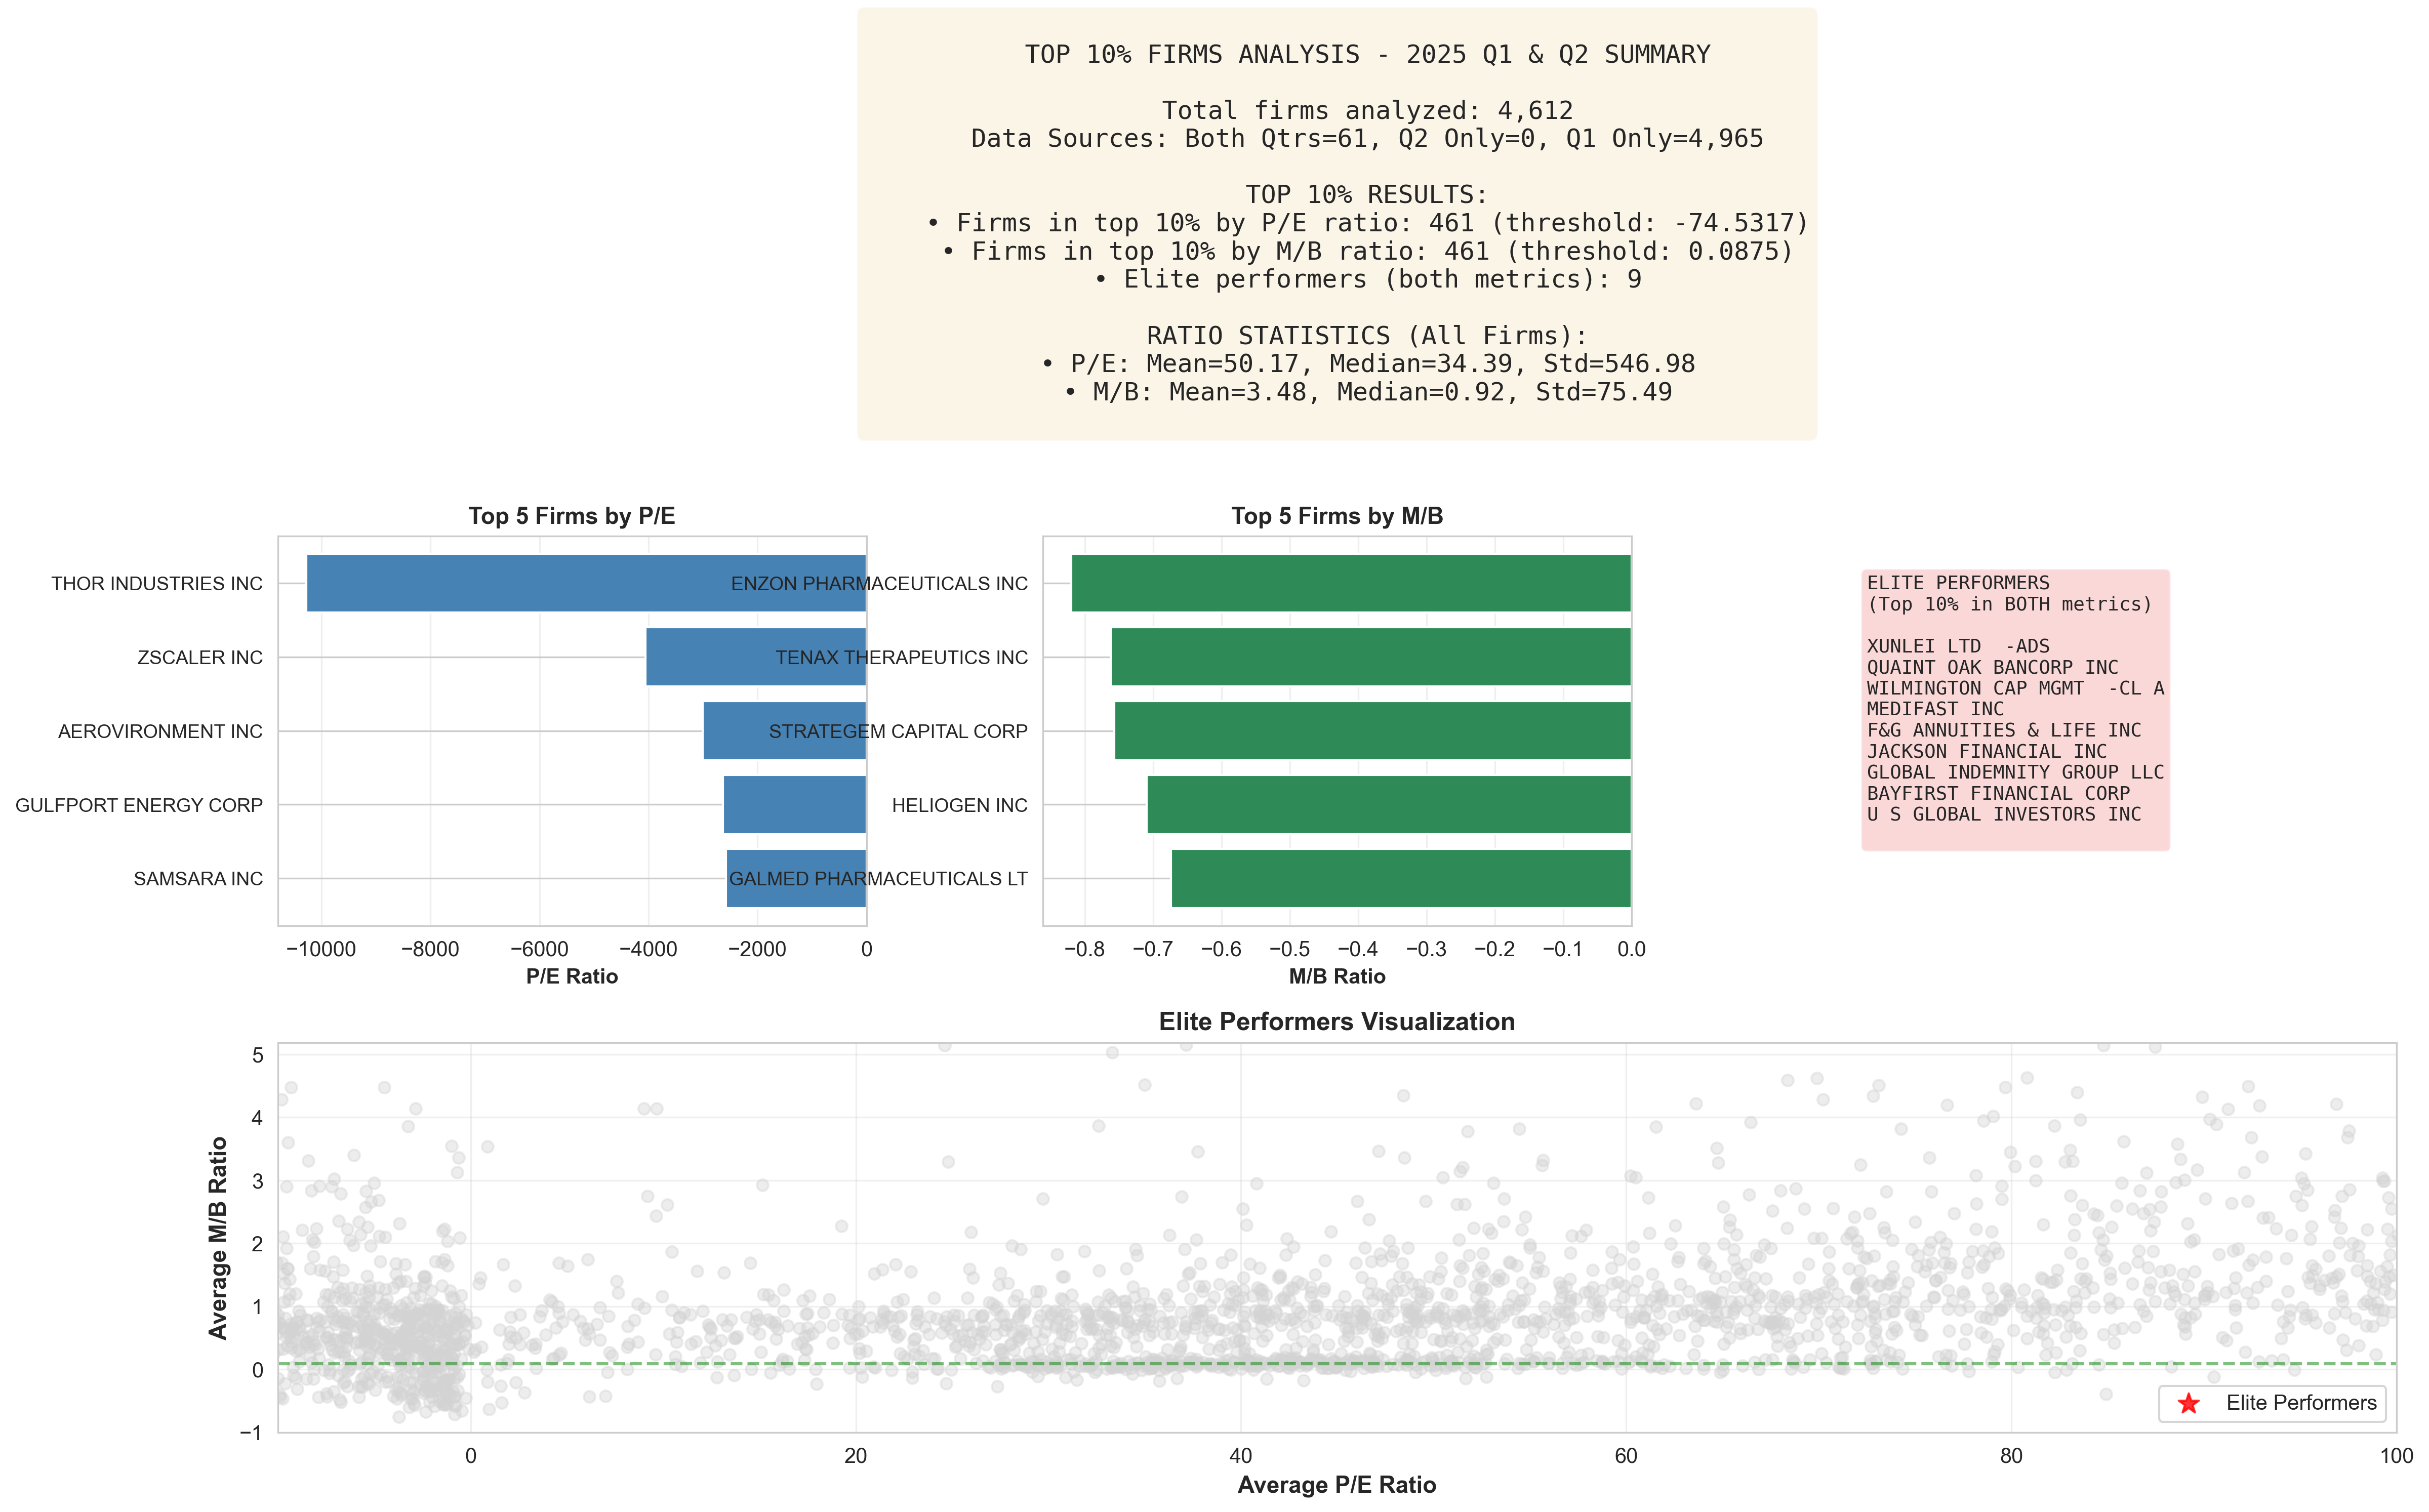 TOP 10% FIRMS ANALYSIS - 2025 Q1 & Q2 SUMMARY
Total firms analyzed: 4,612
Data Sources: Both Qtrs=61, Q2 Only=0, Q1 Only=4,965
TOP 10% RESULTS:
• Firms in top 10% by P/E ratio: 461 (threshold: -74.5317)
• Firms in top 10% by M/B ratio: 461 (threshold: 0.0875)
• Elite performers (both metrics): 9
RATIO STATISTICS (All Firms):
• P/E: Mean=50.17, Median=34.39, Std=546.98
• M/B: Mean=3.48, Median=0.92, Std=75.49
Top 5 Firms by P/E
THOR INDUSTRIES INC
ZSCALER INC
AEROVIRONMENT INC
GULFPORT ENERGY CORP
SAMSARA INC
−10000 −8000 −6000 −4000 −2000 0
P/E Ratio
Top 5 Firms by M/B
ENZON PHARMACEUTICALS INC
TENAX THERAPEUTICS INC
STRATEGEM CAPITAL CORP
HELIOGEN INC
GALMED PHARMACEUTICALS LT
−0.8 −0.7 −0.6 −0.5 −0.4 −0.3 −0.2 −0.1 0.0
M/B Ratio
ELITE PERFORMERS
(Top 10% in BOTH metrics)
XUNLEI LTD  -ADS
QUAINT OAK BANCORP INC
WILMINGTON CAP MGMT  -CL A
MEDIFAST INC
F&G ANNUITIES & LIFE INC
JACKSON FINANCIAL INC
GLOBAL INDEMNITY GROUP LLC
BAYFIRST FINANCIAL CORP
U S GLOBAL INVESTORS INC
Elite Performers Visualization
Average M/B Ratio
5
4
3
2
1
0
−1
Elite Performers
0 20 40 60 80 100
Average P/E Ratio